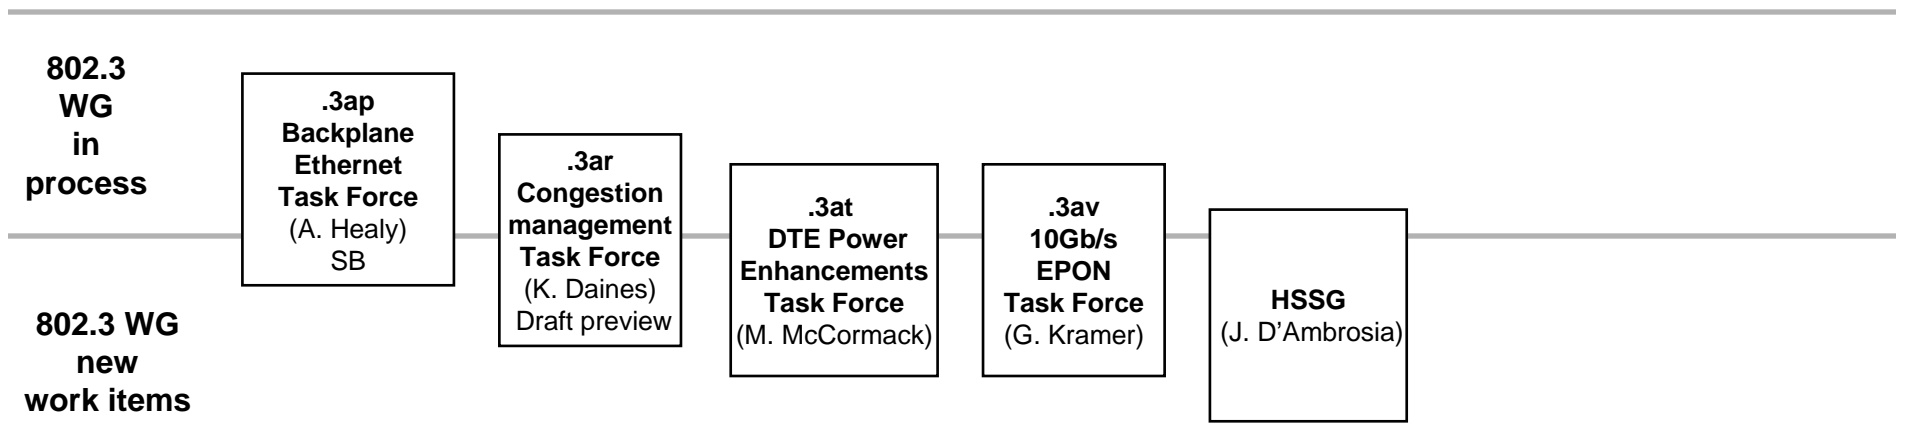 802.3
WG
in
process
.3ap
Backplane
Ethernet
Task Force
(A. Healy)
SB
.3ar
Congestion
management
Task Force
(K. Daines)
Draft preview
.3at
DTE Power
Enhancements
Task Force
(M. McCormack)
.3av
10Gb/s
EPON
Task Force
(G. Kramer)
HSSG
(J. D’Ambrosia)
802.3 WG
new
work items